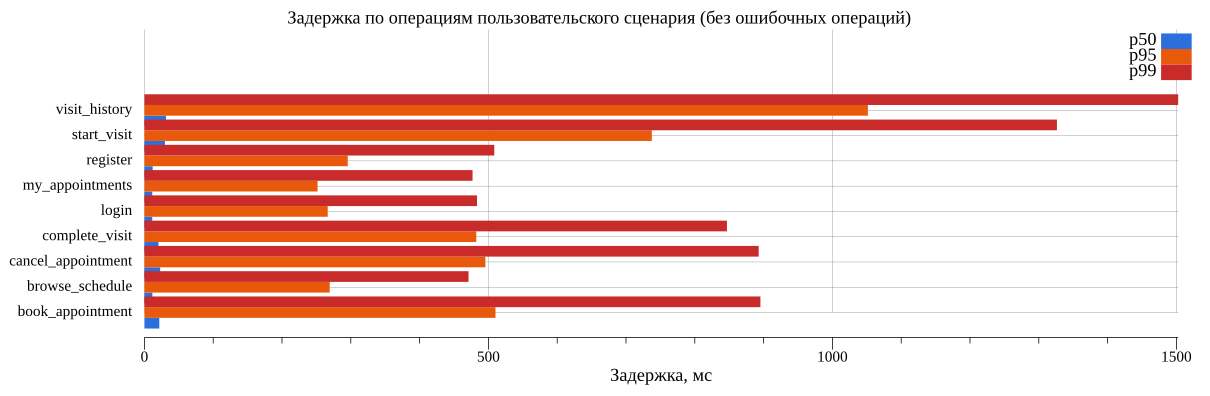 Задержка по операциям пользовательского сценария (без ошибочных операций)
p50
p95
p99
visit_history
start_visit
register
my_appointments
login
complete_visit
cancel_appointment
browse_schedule
book_appointment
0 500 1000 1500
Задержка, мс